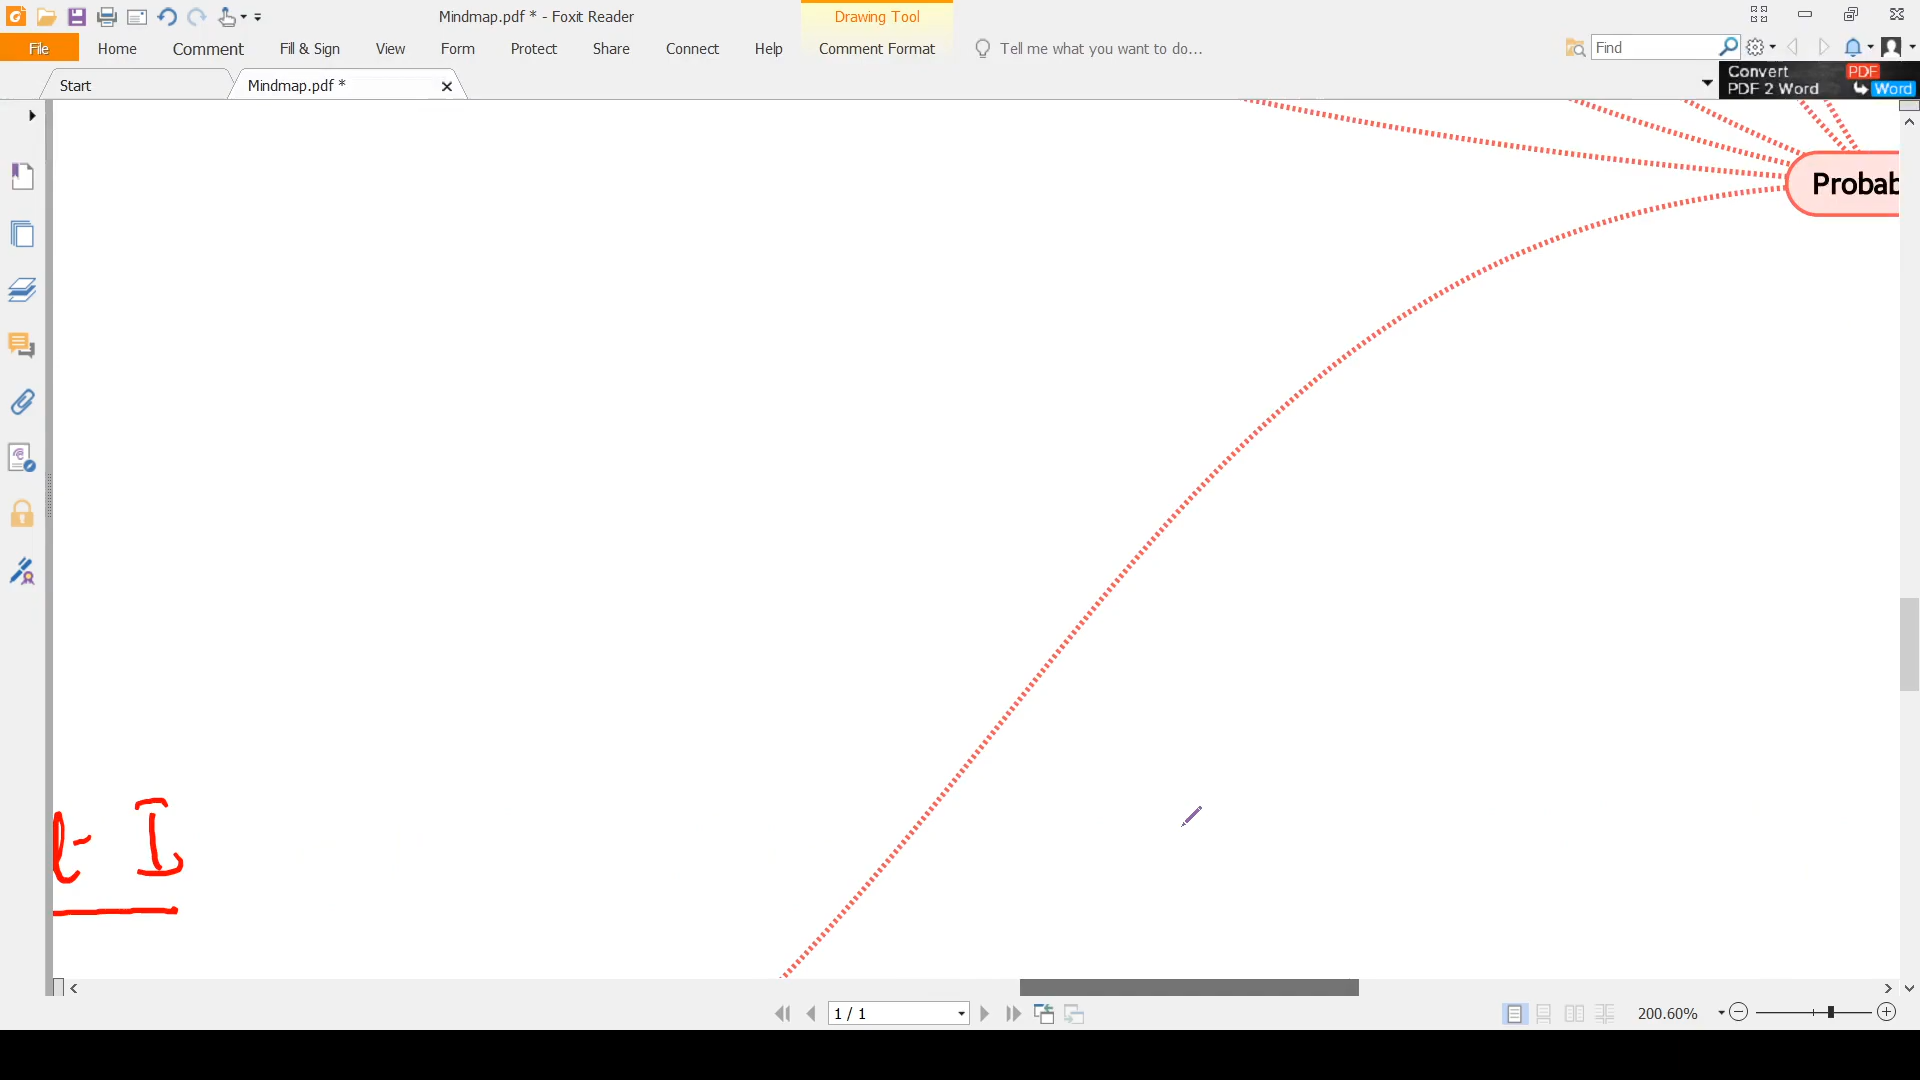 Mindmap.pdf * - Foxit Reader
Drawing Tool
File
Home
Comment
Fill & Sign
View
Form
Protect
Share
Connect
Help
Comment Format
Tell me what you want to do...
Find
Start
Mindmap.pdf *
Convert PDF
PDF 2 Word Word
Probab
t I
1 / 1
200.60%